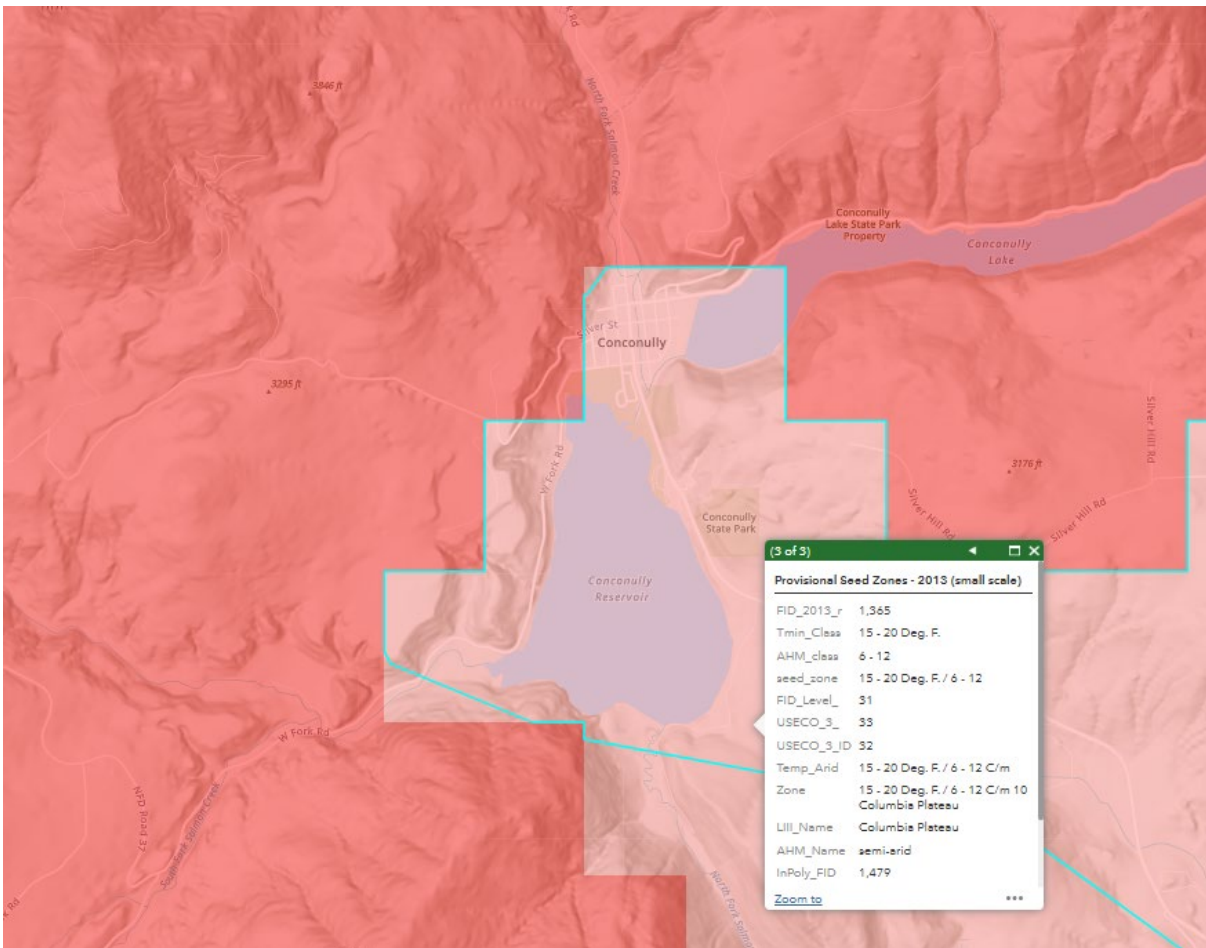 3846 ft
North Fork Salmon Creek
Conconully
Lake State Park
Property
Conconully
Lake
Silver St
Conconully
3295 ft
W Fork Rd
Silver Hill Rd
3176 ft
Silver Hill Rd
Silver Hill Rd
Conconully
State Park
Conconully
Reservoir
W Fork Rd
NFD Road 37
South Fork Salmon Creek
North Fork Salmon
(3 of 3)
Provisional Seed Zones - 2013 (small scale)
FID_2013_r 1,365
Tmin_Class 15 - 20 Deg. F.
AHM_class 6 - 12
seed_zone 15 - 20 Deg. F. / 6 - 12
FID_Level_ 31
USECO_3_ 33
USECO_3_ID 32
Temp_Arid 15 - 20 Deg. F. / 6 - 12 C/m
Zone 15 - 20 Deg. F. / 6 - 12 C/m 10
Columbia Plateau
LIII_Name Columbia Plateau
AHM_Name semi-arid
InPoly_FID 1,479
Zoom to